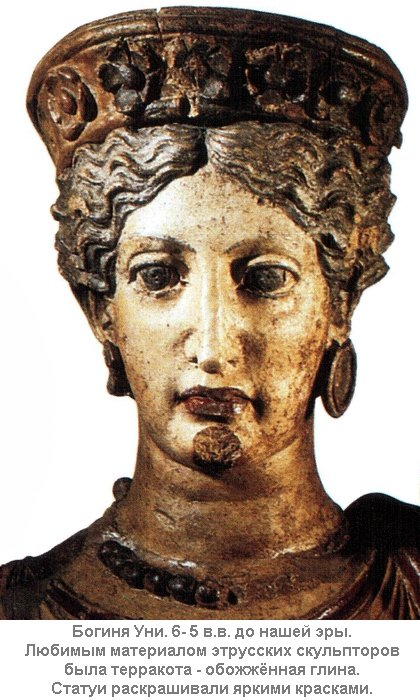 Богиня Уни. 6- 5 в.в. до нашей эры.
Любимым материалом этрусских скульпторов
была терракота - обожжённая глина.
Статуи раскрашивали яркими красками.